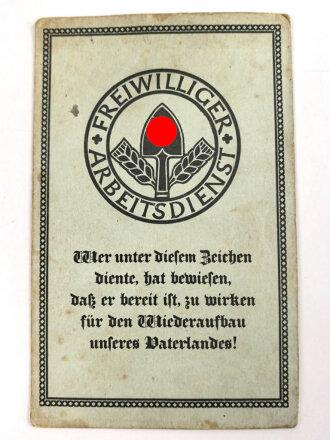 FREIWILLIGER
ARBEITSDIENST
Wer unter diesem Zeichen
diente, hat bewiesen,
daß er bereit ist, zu wirken
für den Wiederaufbau
unseres Vaterlandes!